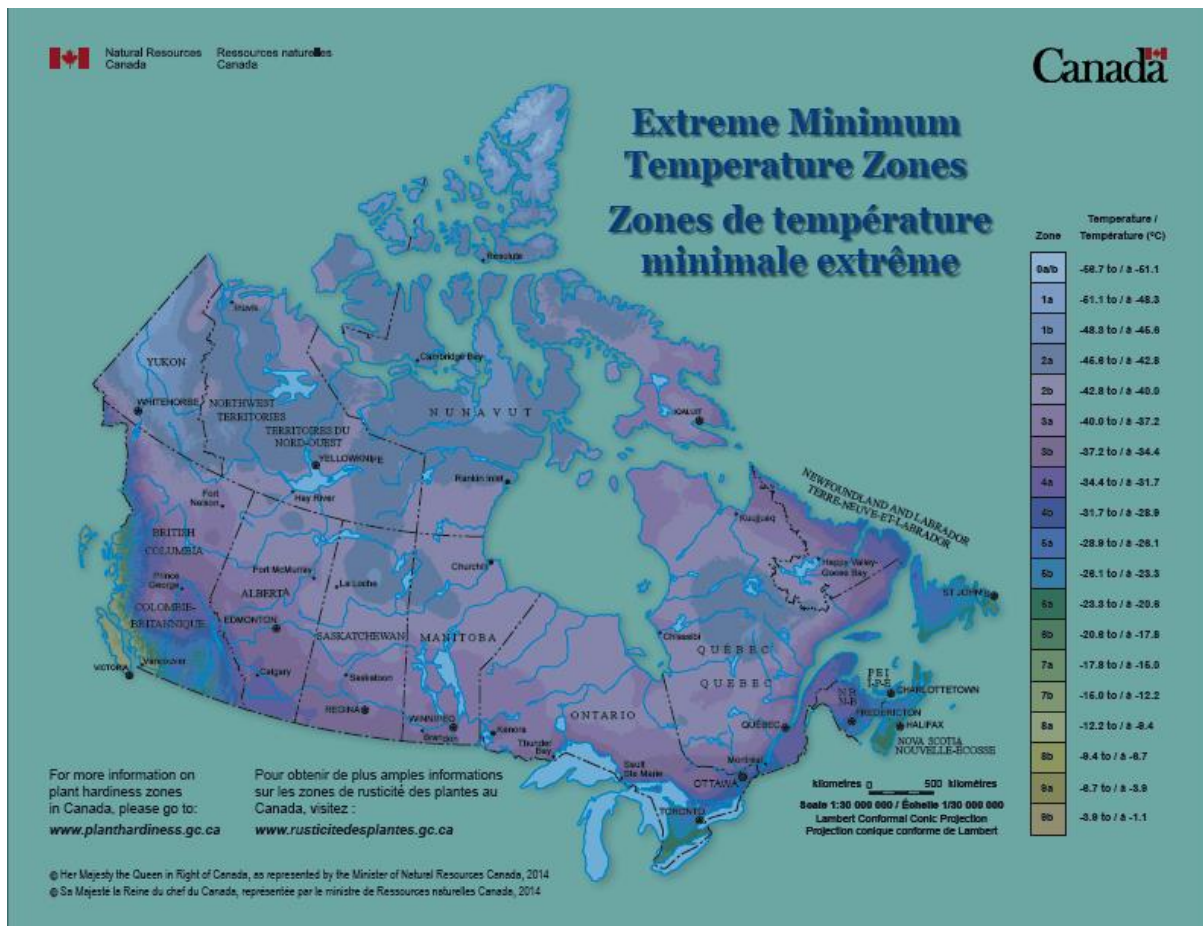 Natural Resources Canada
Ressources naturelles Canada
Canada
Extreme Minimum
Temperature Zones
Zones de température
minimale extrême
Temperature /
Zone Température (ºC)
0a/b -56.7 to / à -51.1
1a -51.1 to / à -48.3
1b -48.3 to / à -45.6
2a -45.6 to / à -42.8
2b -42.8 to / à -40.0
3a -40.0 to / à -37.2
3b -37.2 to / à -34.4
4a -34.4 to / à -31.7
4b -31.7 to / à -28.9
5a -28.9 to / à -26.1
5b -26.1 to / à -23.3
6a -23.3 to / à -20.6
6b -20.6 to / à -17.8
7a -17.8 to / à -15.0
7b -15.0 to / à -12.2
8a -12.2 to / à -9.4
8b -9.4 to / à -6.7
9a -6.7 to / à -3.9
9b -3.9 to / à -1.1
Resolute
Inuvik
Cambridge Bay
YUKON
WHITEHORSE
NORTHWEST
TERRITORIES
TERRITOIRES DU
NORD-OUEST
NUNAVUT
IQALUIT
YELLOWKNIFE
Hay River
Rankin Inlet
Fort
Nelson
NEWFOUNDLAND AND LABRADOR
TERRE-NEUVE-ET-LABRADOR
Kuujjuaq
BRITISH
COLUMBIA
Prince
George
COLOMBIE-
BRITANNIQUE
Fort McMurray
La Loche
Churchill
Happy Valley-
Goose Bay
ALBERTA
EDMONTON
SASKATCHEWAN
MANITOBA
Chisasibi
QUÉBEC
QUEBEC
ST JOHN'S
VICTORIA
Vancouver
Calgary
Saskatoon
REGINA
WINNIPEG
Brandon
Kenora
ONTARIO
Thunder
Bay
Sault
Ste Marie
QUÉBEC
Montréal
OTTAWA
TORONTO
PEI
I-P-E
CHARLOTTETOWN
NB
N-B
FREDERICTON
HALIFAX
NOVA SCOTIA
NOUVELLE-ÉCOSSE
For more information on
plant hardiness zones
in Canada, please go to:
www.planthardiness.gc.ca
Pour obtenir de plus amples informations
sur les zones de rusticité des plantes au
Canada, visitez :
www.rusticitedesplantes.gc.ca
kilometres 0 500 kilomètres
Scale 1:30 000 000 / Échelle 1/30 000 000
Lambert Conformal Conic Projection
Projection conique conforme de Lambert
© Her Majesty the Queen in Right of Canada, as represented by the Minister of Natural Resources Canada, 2014
© Sa Majesté la Reine du chef du Canada, représentée par le ministre de Ressources naturelles Canada, 2014